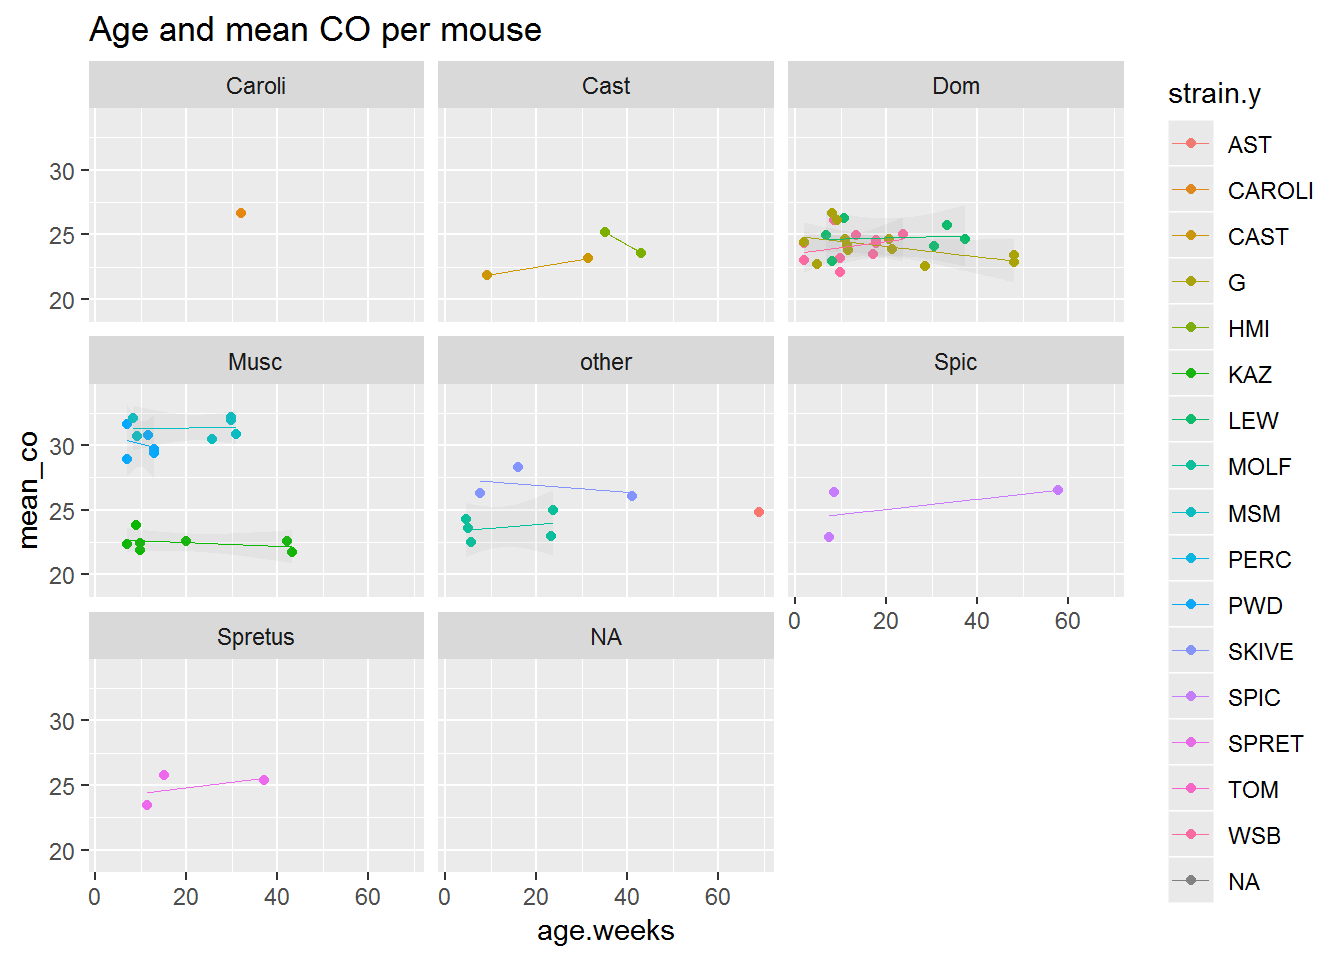 Age and mean CO per mouse
Caroli
Cast
Dom
30
25
20
Musc
other
Spic
30
25
20
0
20
40
60
Spretus
NA
30
25
20
0
20
40
60
0
20
40
60
age.weeks
mean_co
strain.y
AST
CAROLI
CAST
G
HMI
KAZ
LEW
MOLF
MSM
PERC
PWD
SKIVE
SPIC
SPRET
TOM
WSB
NA